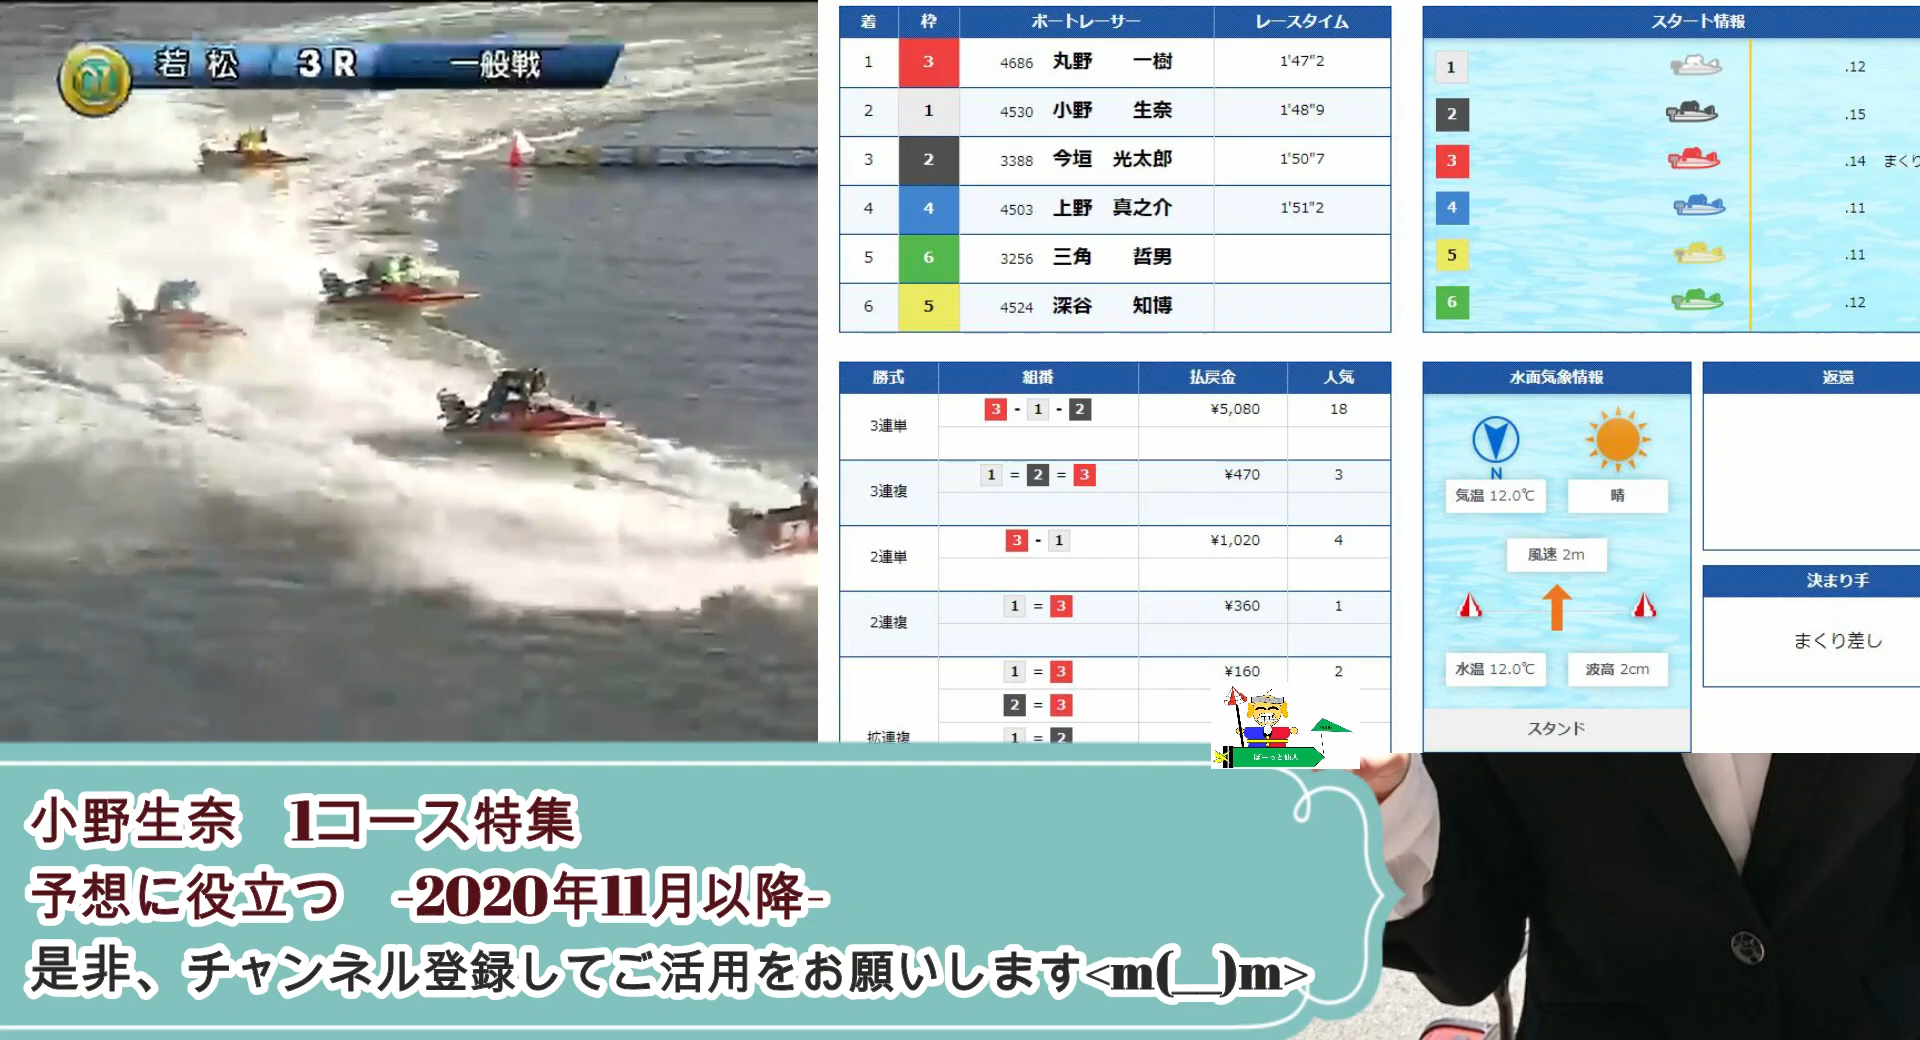 若松 3R 一般戦
着 枠 ボートレーサー レースタイム
1 3 4686 丸野 一樹 1'47"2
2 1 4530 小野 生奈 1'48"9
3 2 3388 今垣 光太郎 1'50"7
4 4 4503 上野 真之介 1'51"2
5 6 3256 三角 哲男
6 5 4524 深谷 知博
スタート情報
1 .12
2 .15
3 .14 まくり
4 .11
5 .11
6 .12
勝式 組番 払戻金 人気
3連単 3 - 1 - 2 ¥5,080 18
3連複 1 = 2 = 3 ¥470 3
2連単 3 - 1 ¥1,020 4
2連複 1 = 3 ¥360 1
1 = 3 ¥160 2
2 = 3
拡連複 1 = 2
水面気象情報
N
気温 12.0℃ 晴
風速 2m
水温 12.0℃ 波高 2cm
スタンド
返還
決まり手
まくり差し
ぼーっと仙人
小野生奈 1コース特集
予想に役立つ -2020年11月以降-
是非、チャンネル登録してご活用をお願いします<m(__)m>